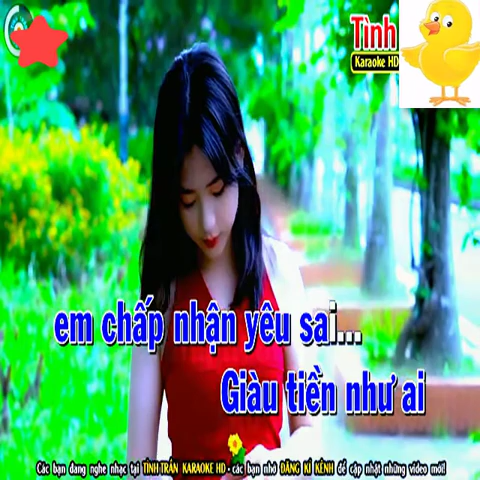 Tình
Karaoke HD
em chấp nhận yêu sai...
Giàu tiền như ai
Các bạn đang nghe nhạc tại TÌNH TRẦN KARAOKE HD - các bạn nhớ ĐĂNG KÍ KÊNH để cập nhật những video mới!